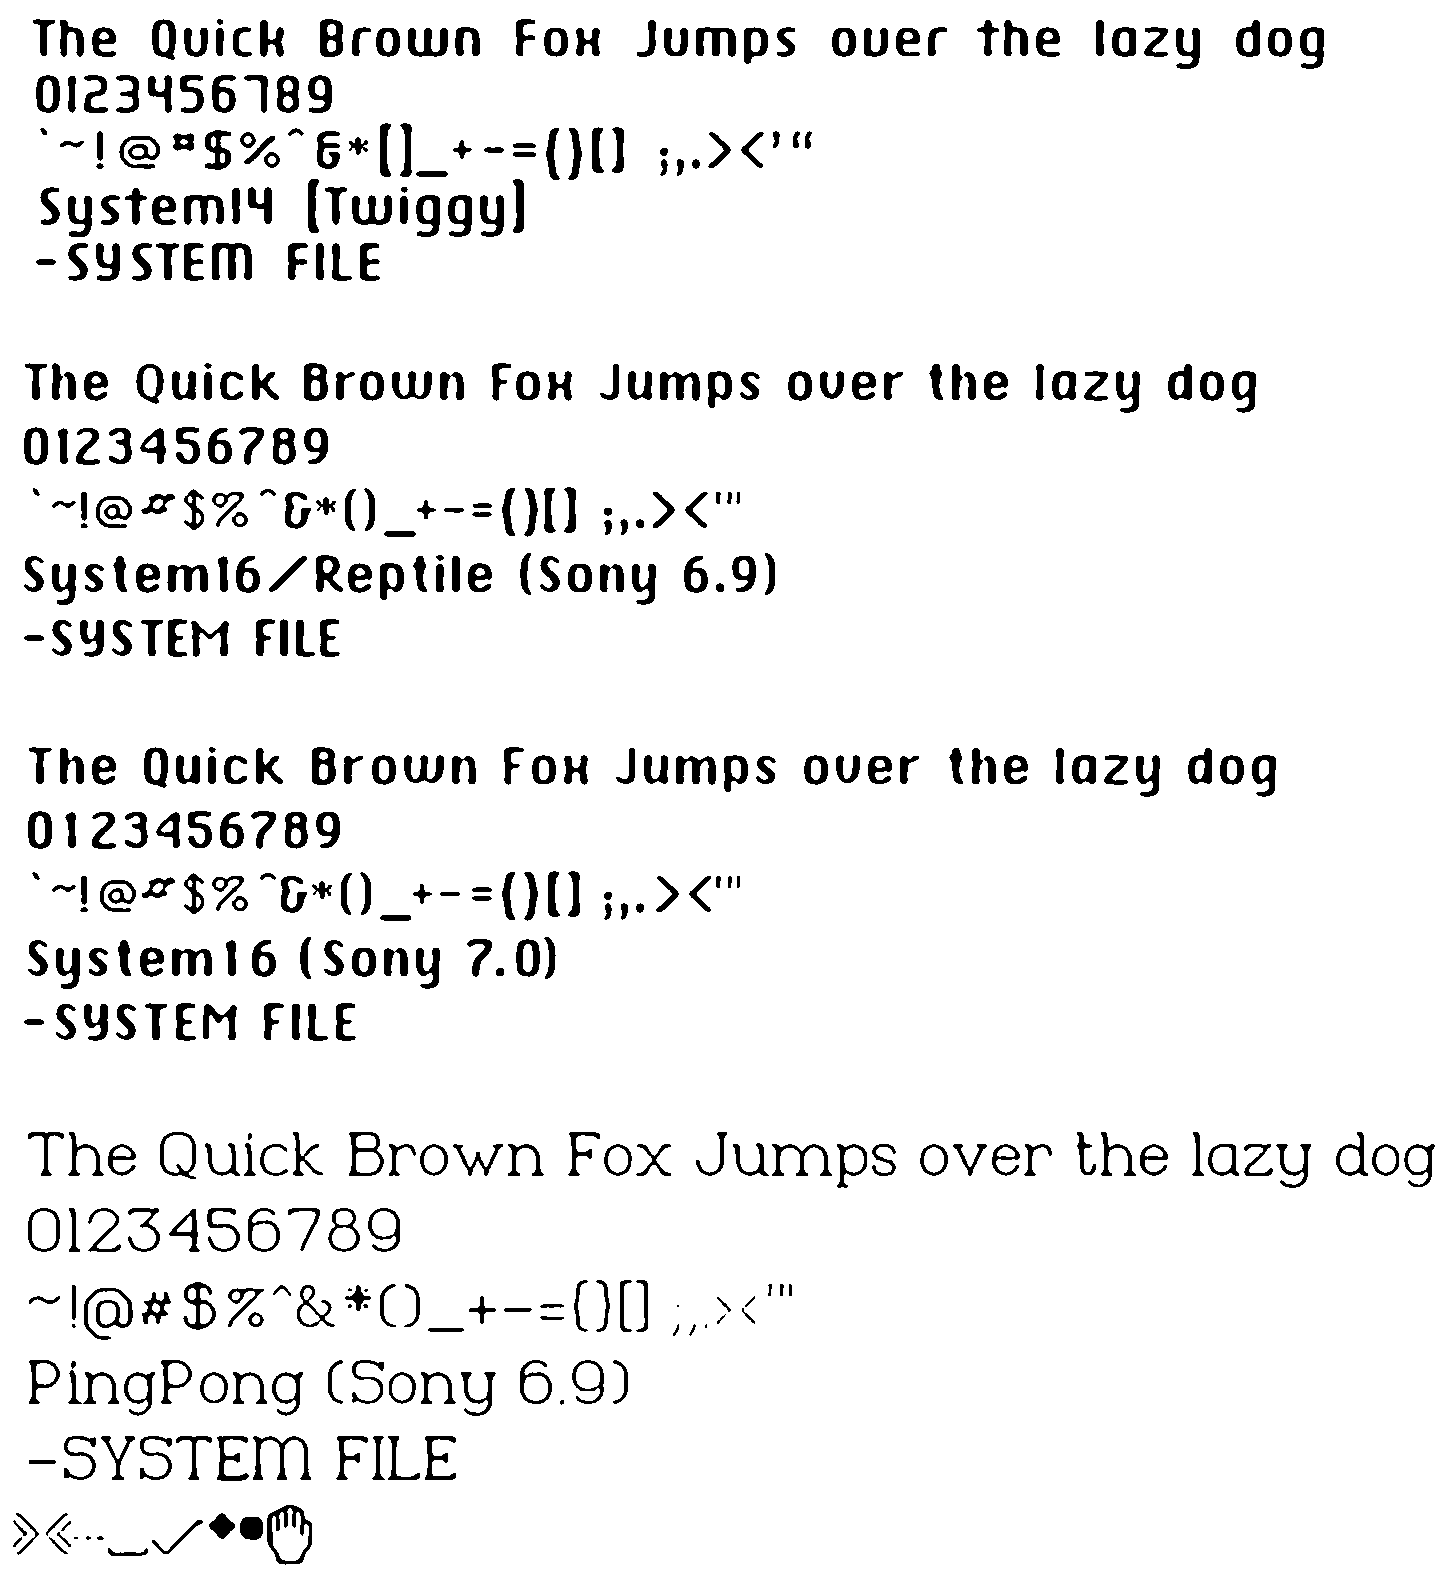 The Quick Brown Fox Jumps over the lazy dog
0123456789
`~!@¤$%^&*[]_+-=()[] ;,.><’“
System14 [Twiggy]
-SYSTEM FILE
The Quick Brown Fox Jumps over the lazy dog
0123456789
`~!@¤$%^&*()_+-={}[] ;,.><'"
System16/Reptile (Sony 6.9)
-SYSTEM FILE
The Quick Brown Fox Jumps over the lazy dog
0123456789
`~!@¤$%^&*()_+-={}[] ;,.><'"
System16 (Sony 7.0)
-SYSTEM FILE
The Quick Brown Fox Jumps over the lazy dog
0123456789
~!@#$%^&*()_+-={}[] ;,.><'"
PingPong (Sony 6.9)
-SYSTEM FILE
»«…_✓◆●✋